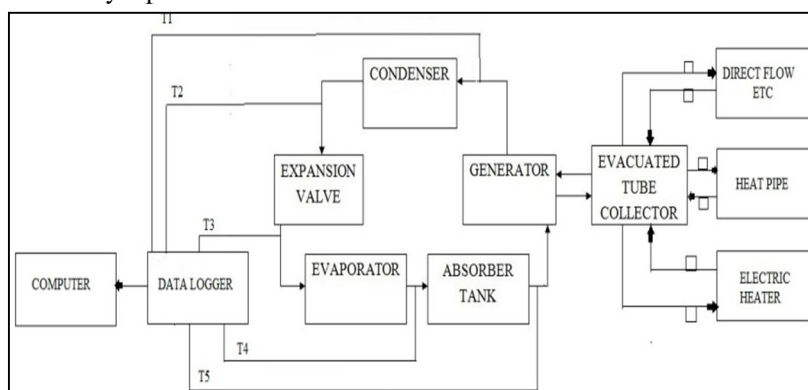 T1
CONDENSER
DIRECT FLOW
ETC
T2
EXPANSION
VALVE
GENERATOR
EVACUATED
TUBE
COLLECTOR
HEAT PIPE
T3
COMPUTER
DATA LOGGER
EVAPORATOR
ABSORBER
TANK
ELECTRIC
HEATER
T4
T5